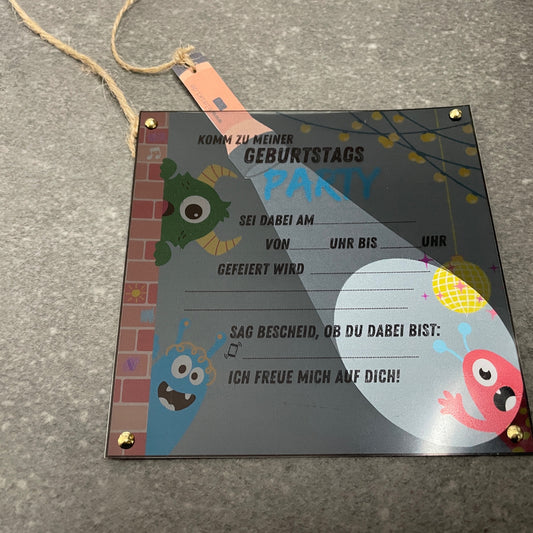 KOMM ZU MEINER
GEBURTSTAGS
PARTY
SEI DABEI AM
VON UHR BIS UHR
GEFEIERT WIRD
SAG BESCHEID, OB DU DABEI BIST:
ICH FREUE MICH AUF DICH!